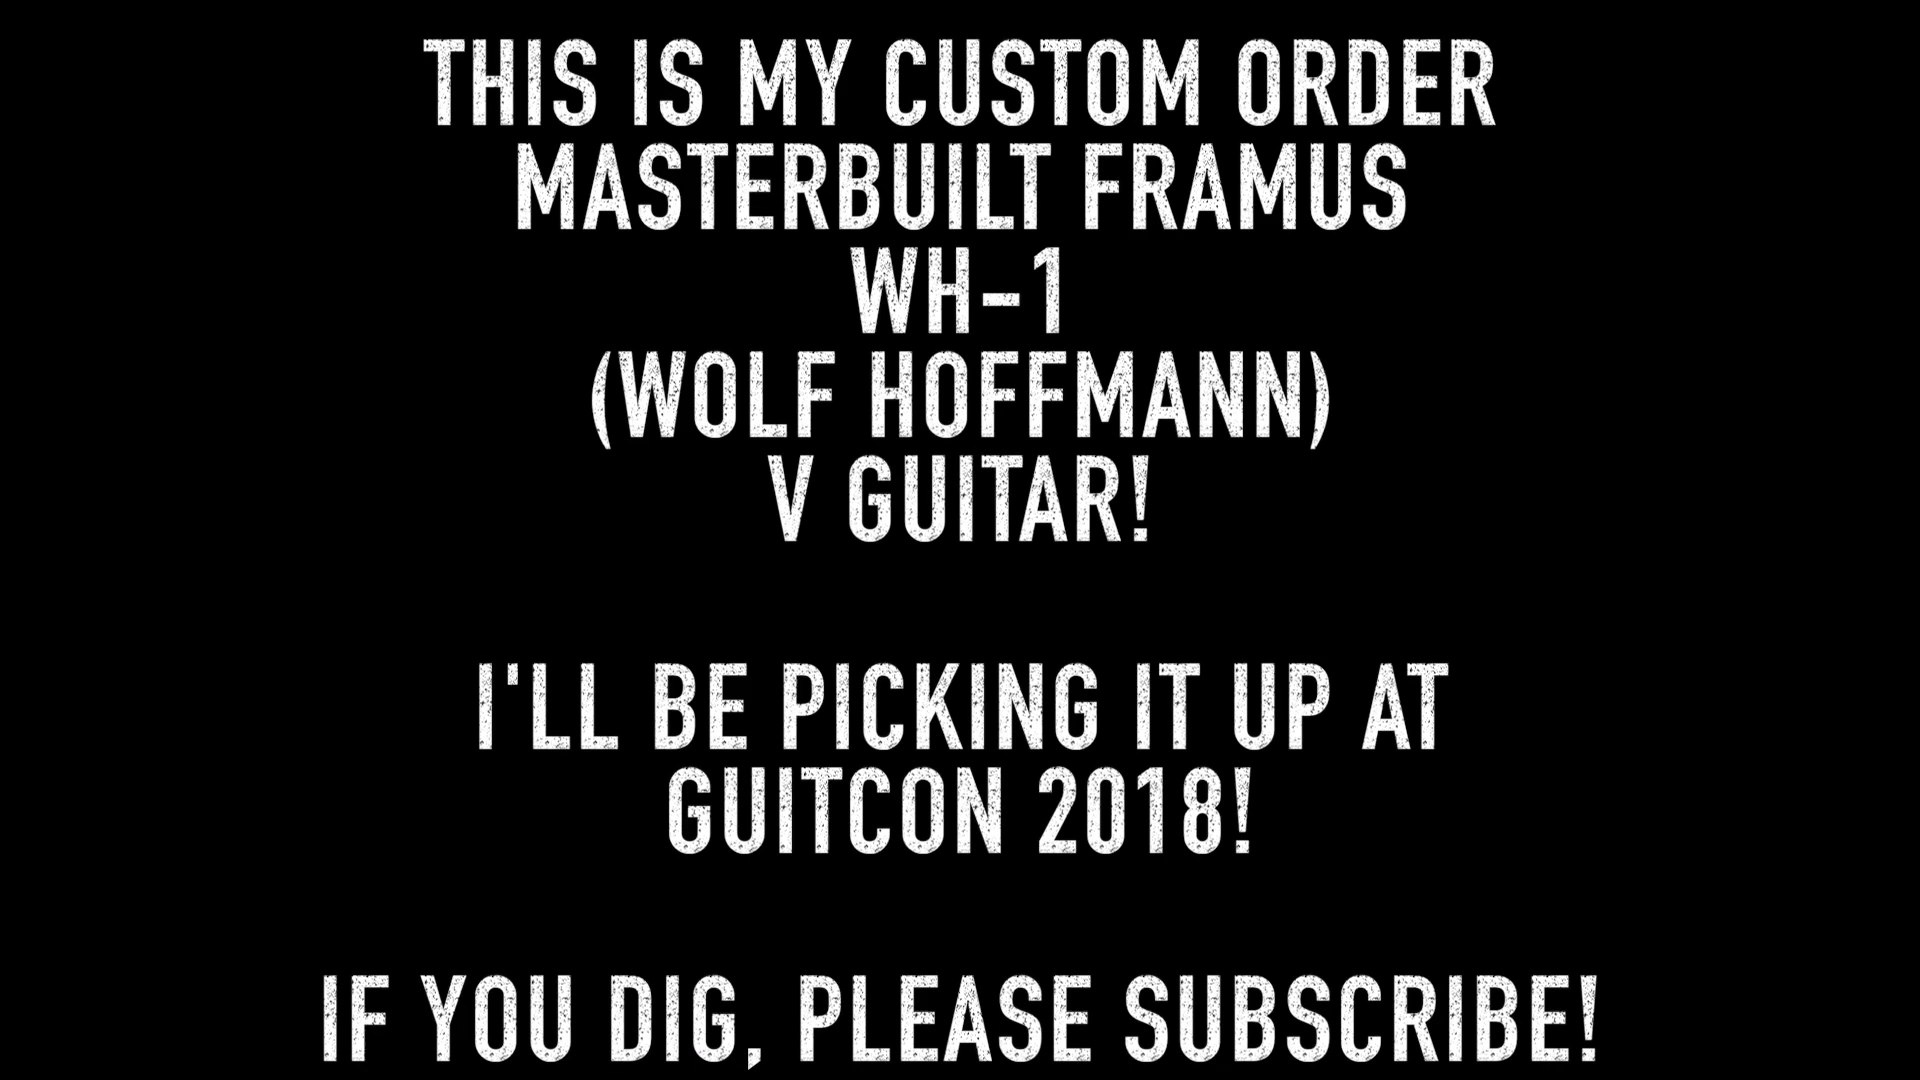 THIS IS MY CUSTOM ORDER
MASTERBUILT FRAMUS
WH-1
(WOLF HOFFMANN)
V GUITAR!
I'LL BE PICKING IT UP AT
GUITCON 2018!
IF YOU DIG, PLEASE SUBSCRIBE!